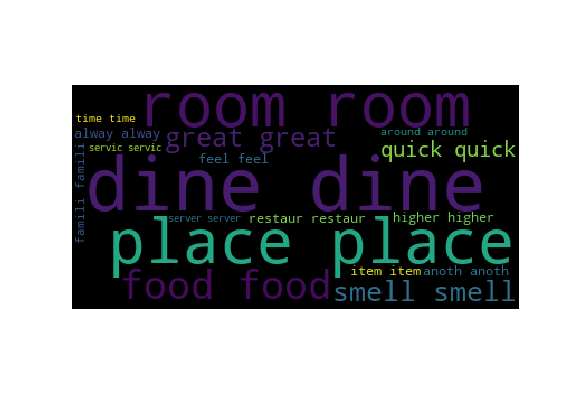 room room
time time
alway alway
great great
around around
servic servic
quick quick
feel feel
famili famili
dine dine
server server
restaur restaur
higher higher
place place
item item
anoth anoth
food food
smell smell